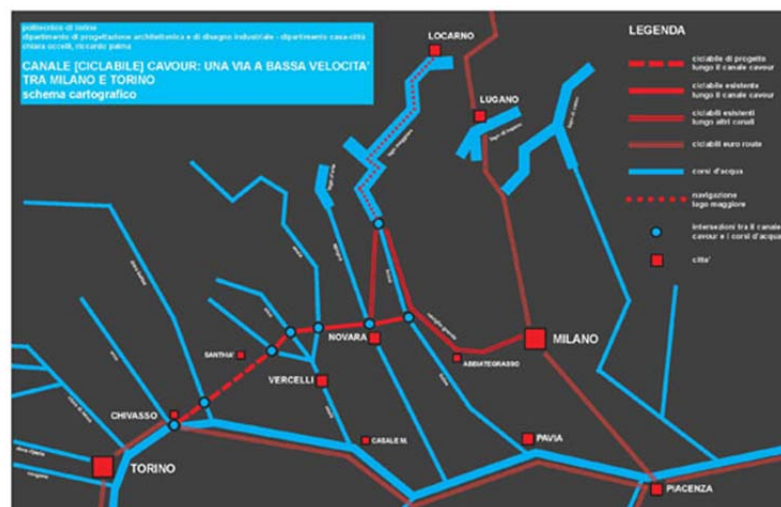 politecnico di torino
dipartimento di progettazione architettonica e di disegno industriale - dipartimento casa-città
chiara occelli, riccardo palma
CANALE [CICLABILE] CAVOUR: UNA VIA A BASSA VELOCITA'
TRA MILANO E TORINO
schema cartografico
LOCARNO
LUGANO
LEGENDA
ciclabile di progetto
lungo il canale cavour
ciclabile esistente
lungo il canale cavour
ciclabili esistenti
lungo altri canali
ciclabili euro route
corsi d'acqua
navigazione
lago maggiore
intersezioni tra il canale
cavour e i corsi d'acqua
citta'
lago maggiore
NOVARA
MILANO
SANTHIA'
ABBIATEGRASSO
VERCELLI
CHIVASSO
CASALE M.
PAVIA
TORINO
PIACENZA